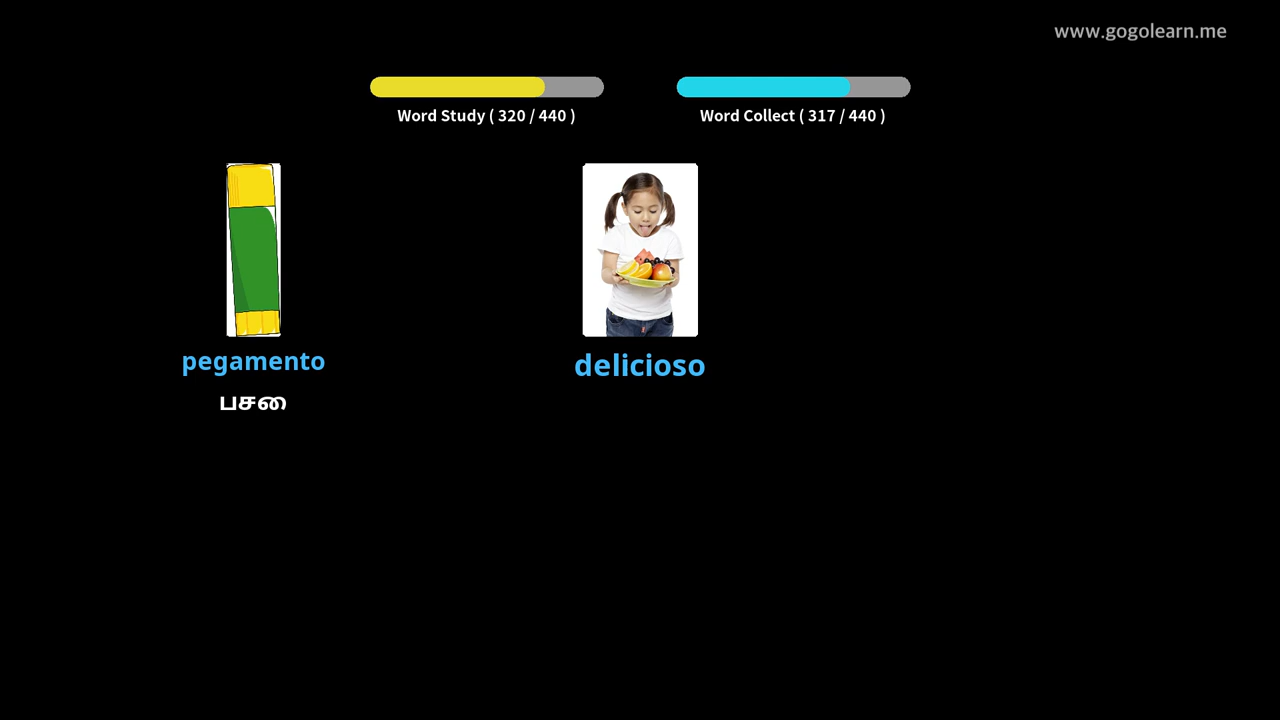 www.gogolearn.me
Word Study ( 320 / 440 )
Word Collect ( 317 / 440 )
pegamento
delicioso
பசை